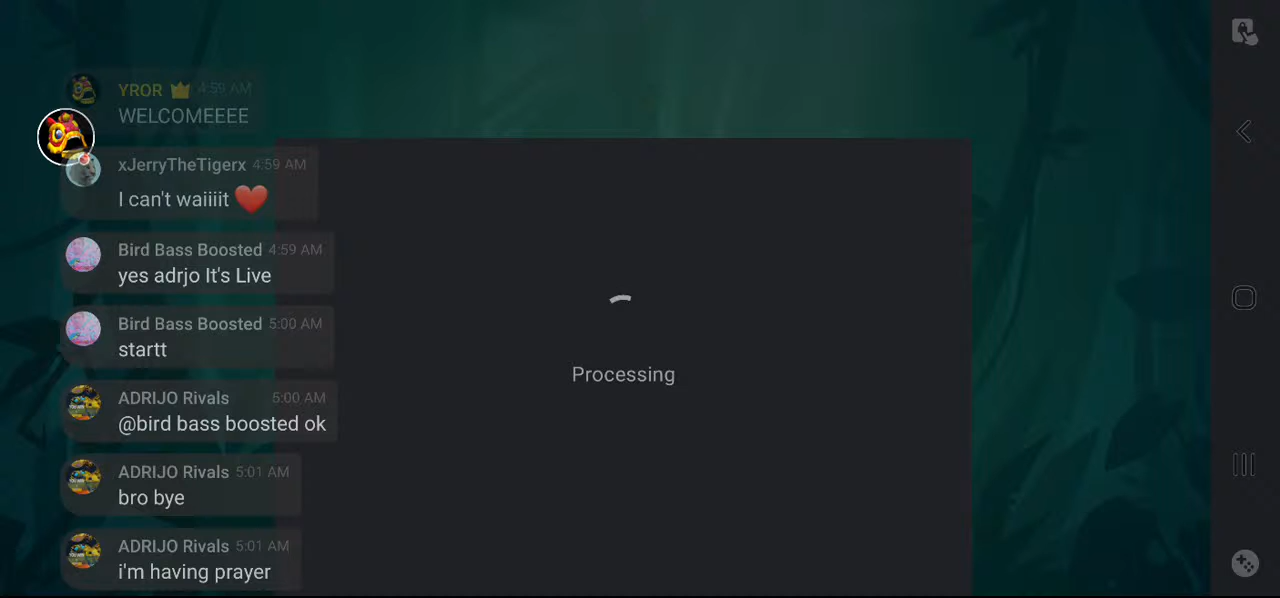 YROR 4:59 AM
WELCOMEEEE
xJerryTheTigerx 4:59 AM
I can't waiiiit ❤️
Bird Bass Boosted 4:59 AM
yes adrjo It's Live
Bird Bass Boosted 5:00 AM
startt
ADRIJO Rivals 5:00 AM
@bird bass boosted ok
ADRIJO Rivals 5:01 AM
bro bye
ADRIJO Rivals 5:01 AM
i'm having prayer
Processing